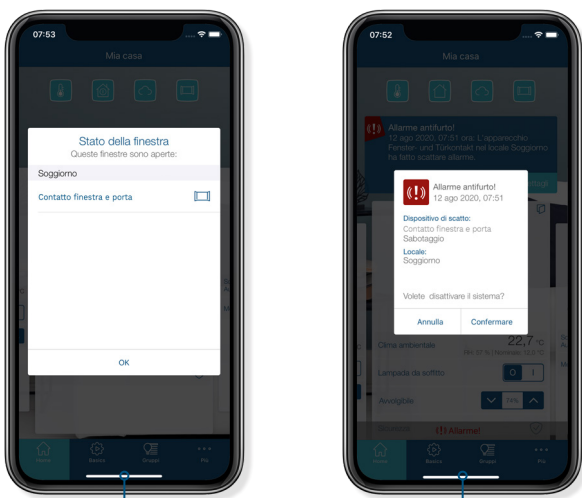 07:53
Mia casa
Stato della finestra
Queste finestre sono aperte:
Soggiorno
Contatto finestra e porta
OK
Home
Bianco
Gruppi
Più
07:52
Mia casa
Allarme antifurto!
12 ago 2020, 07:51 ora: L'apparecchio
Fenster- und Türkontakt nel locale Soggiorno
ha fatto scattare allarme.
Allarme antifurto!
12 ago 2020, 07:51
Dispositivo di scatto:
Contatto finestra e porta
Sabotaggio
Locale:
Soggiorno
Volete disattivare il sistema?
Annulla Confermare
Clima ambientale 22,7 °C
Lampada da soffitto O I
Avvolgibile 74%
Allarme!
Home
Gruppi
Più